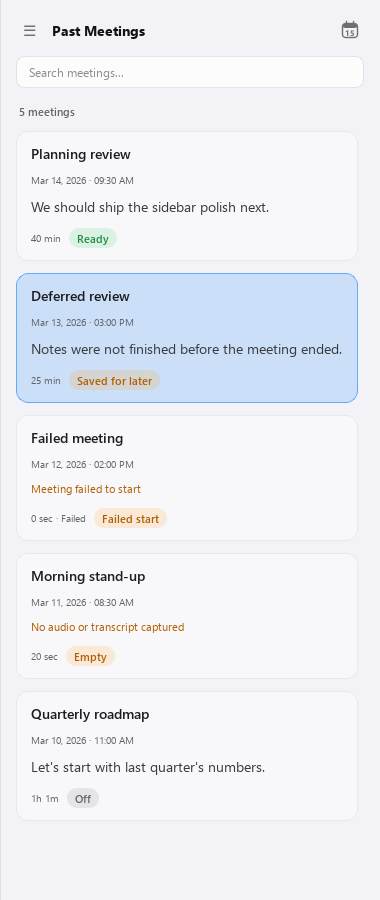 ☰ Past Meetings 15
Search meetings...
5 meetings
Planning review
Mar 14, 2026 · 09:30 AM
We should ship the sidebar polish next.
40 min Ready
Deferred review
Mar 13, 2026 · 03:00 PM
Notes were not finished before the meeting ended.
25 min Saved for later
Failed meeting
Mar 12, 2026 · 02:00 PM
Meeting failed to start
0 sec · Failed Failed start
Morning stand-up
Mar 11, 2026 · 08:30 AM
No audio or transcript captured
20 sec Empty
Quarterly roadmap
Mar 10, 2026 · 11:00 AM
Let's start with last quarter's numbers.
1h 1m Off